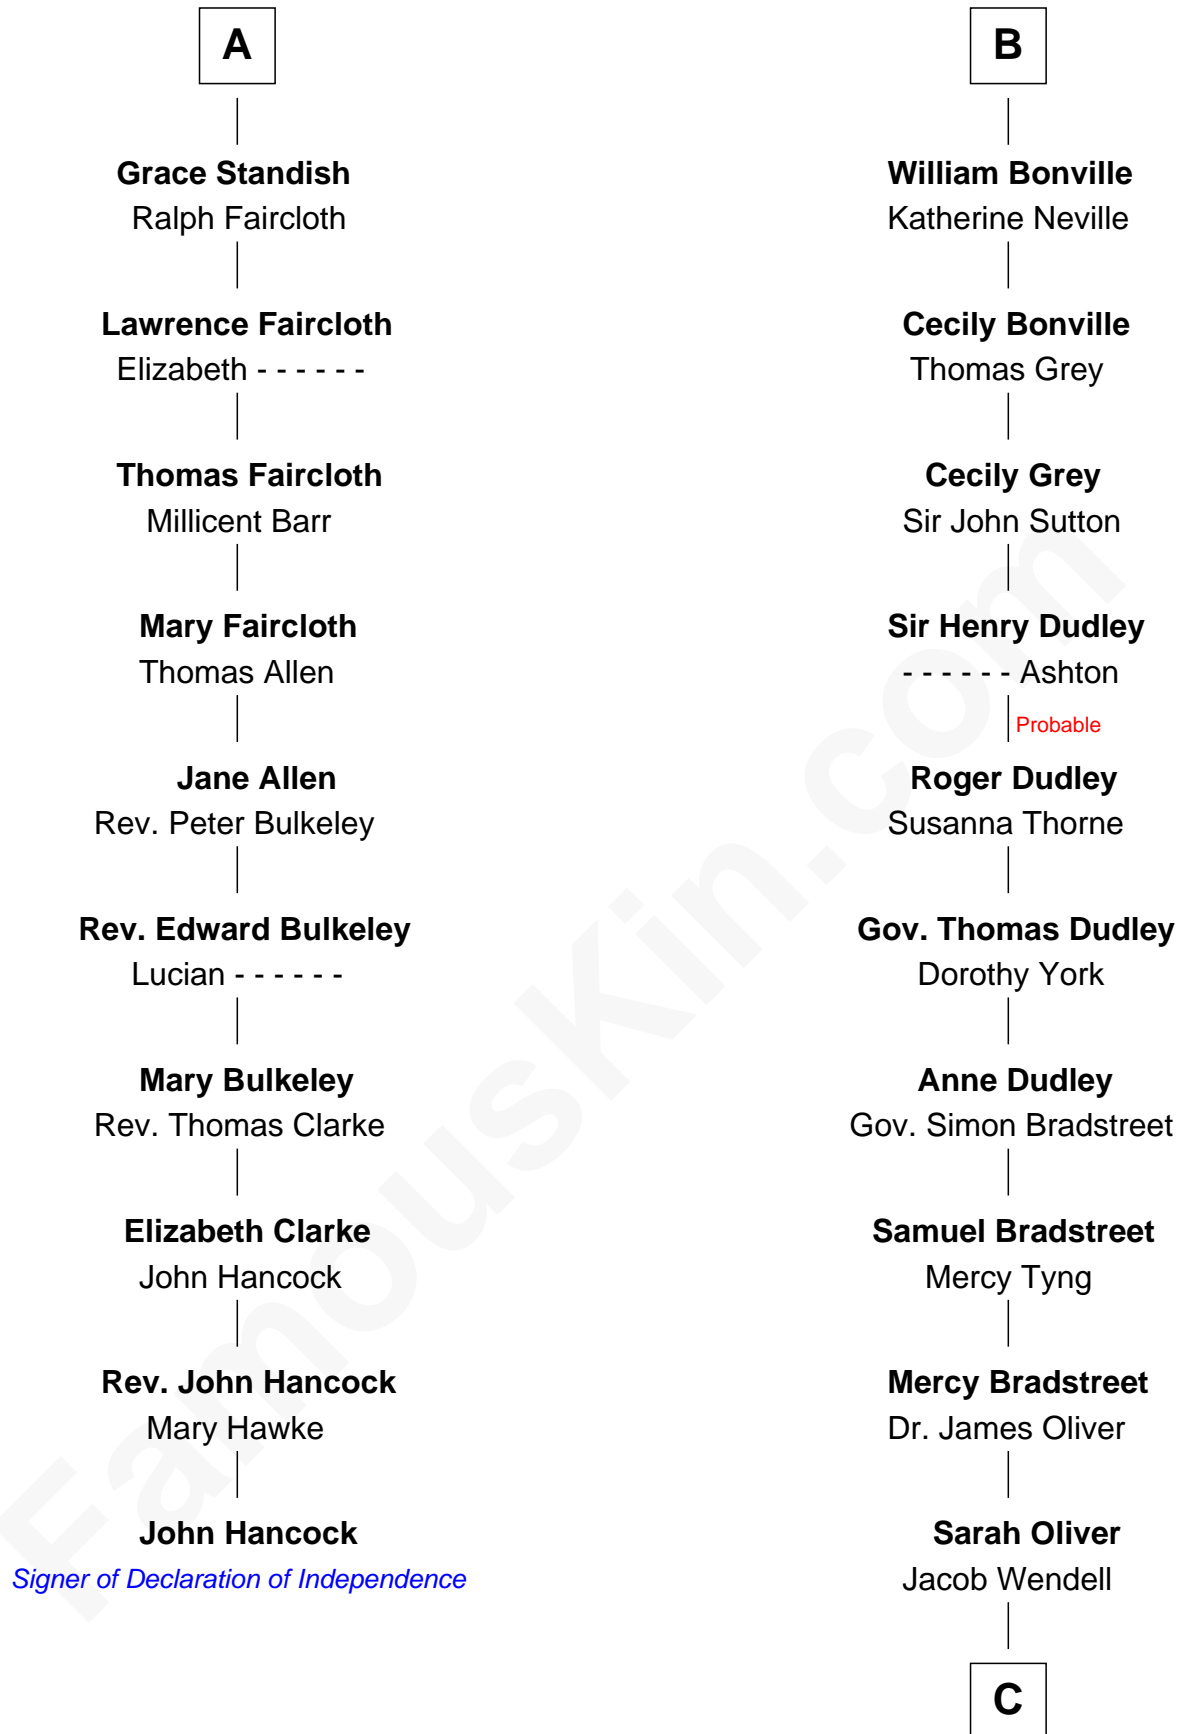 A
Grace Standish
Ralph Faircloth
Lawrence Faircloth
Elizabeth - - - - - -
Thomas Faircloth
Millicent Barr
Mary Faircloth
Thomas Allen
Jane Allen
Rev. Peter Bulkeley
Rev. Edward Bulkeley
Lucian - - - - - -
Mary Bulkeley
Rev. Thomas Clarke
Elizabeth Clarke
John Hancock
Rev. John Hancock
Mary Hawke
John Hancock
Signer of Declaration of Independence
B
William Bonville
Katherine Neville
Cecily Bonville
Thomas Grey
Cecily Grey
Sir John Sutton
Sir Henry Dudley
- - - - - - Ashton
Probable
Roger Dudley
Susanna Thorne
Gov. Thomas Dudley
Dorothy York
Anne Dudley
Gov. Simon Bradstreet
Samuel Bradstreet
Mercy Tyng
Mercy Bradstreet
Dr. James Oliver
Sarah Oliver
Jacob Wendell
C
FamousKin.com